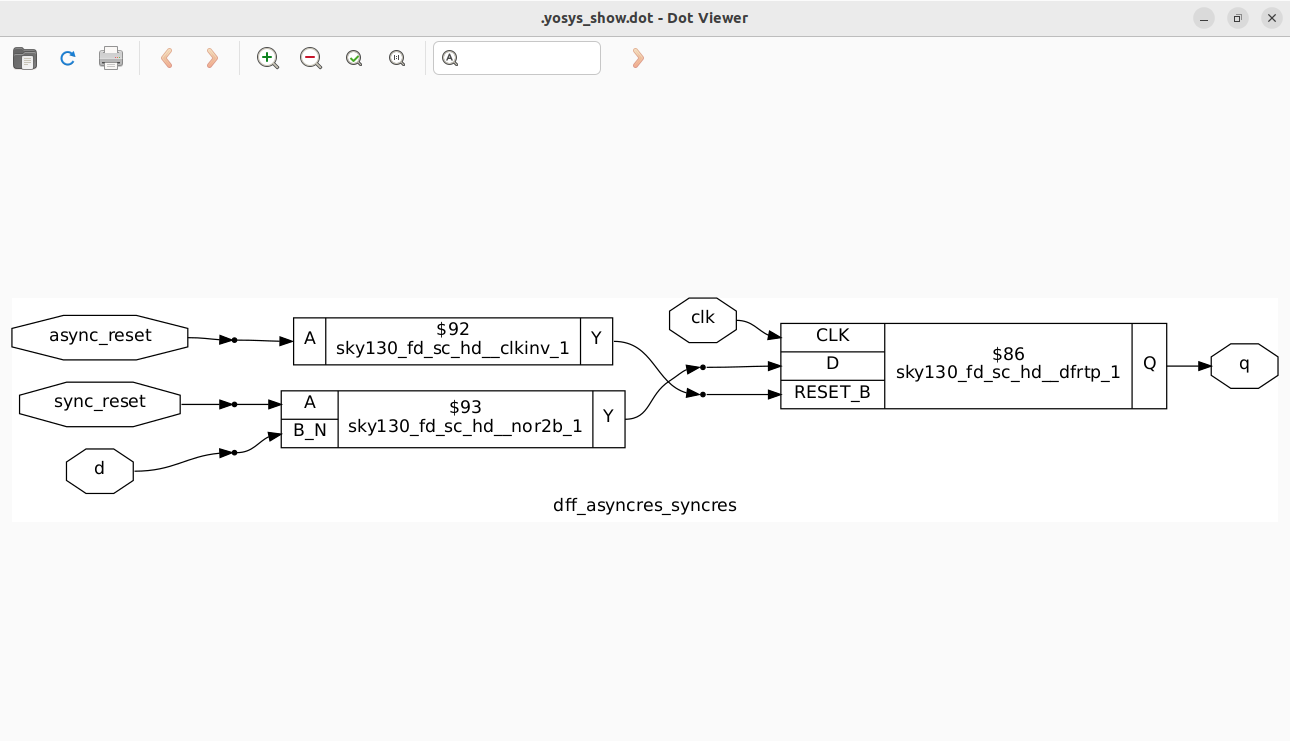 .yosys_show.dot - Dot Viewer
async_reset
A
$92
sky130_fd_sc_hd__clkinv_1
Y
sync_reset
d
A
B_N
$93
sky130_fd_sc_hd__nor2b_1
Y
clk
CLK
D
RESET_B
$86
sky130_fd_sc_hd__dfrtp_1
Q
q
dff_asyncres_syncres